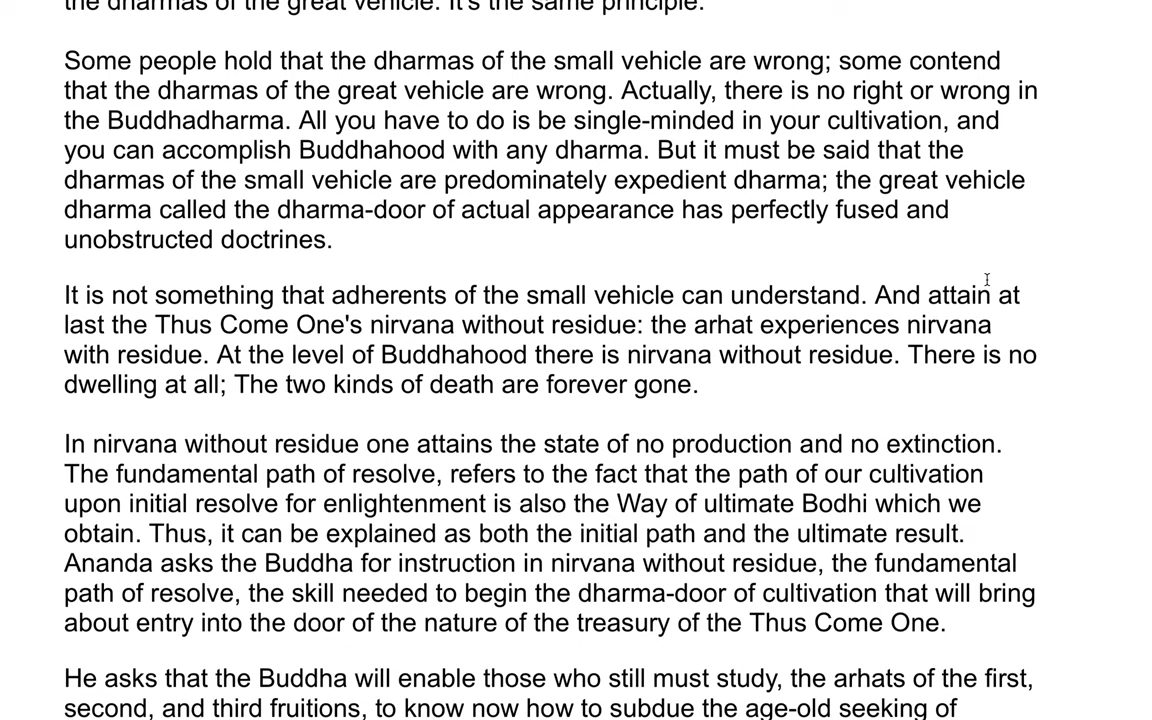 the dharmas of the great vehicle. It's the same principle.
Some people hold that the dharmas of the small vehicle are wrong; some contend
that the dharmas of the great vehicle are wrong. Actually, there is no right or wrong in
the Buddhadharma. All you have to do is be single-minded in your cultivation, and
you can accomplish Buddhahood with any dharma. But it must be said that the
dharmas of the small vehicle are predominately expedient dharma; the great vehicle
dharma called the dharma-door of actual appearance has perfectly fused and
unobstructed doctrines.
It is not something that adherents of the small vehicle can understand. And attain at
last the Thus Come One's nirvana without residue: the arhat experiences nirvana
with residue. At the level of Buddhahood there is nirvana without residue. There is no
dwelling at all; The two kinds of death are forever gone.
In nirvana without residue one attains the state of no production and no extinction.
The fundamental path of resolve, refers to the fact that the path of our cultivation
upon initial resolve for enlightenment is also the Way of ultimate Bodhi which we
obtain. Thus, it can be explained as both the initial path and the ultimate result.
Ananda asks the Buddha for instruction in nirvana without residue, the fundamental
path of resolve, the skill needed to begin the dharma-door of cultivation that will bring
about entry into the door of the nature of the treasury of the Thus Come One.
He asks that the Buddha will enable those who still must study, the arhats of the first,
second, and third fruitions, to know now how to subdue the age-old seeking of